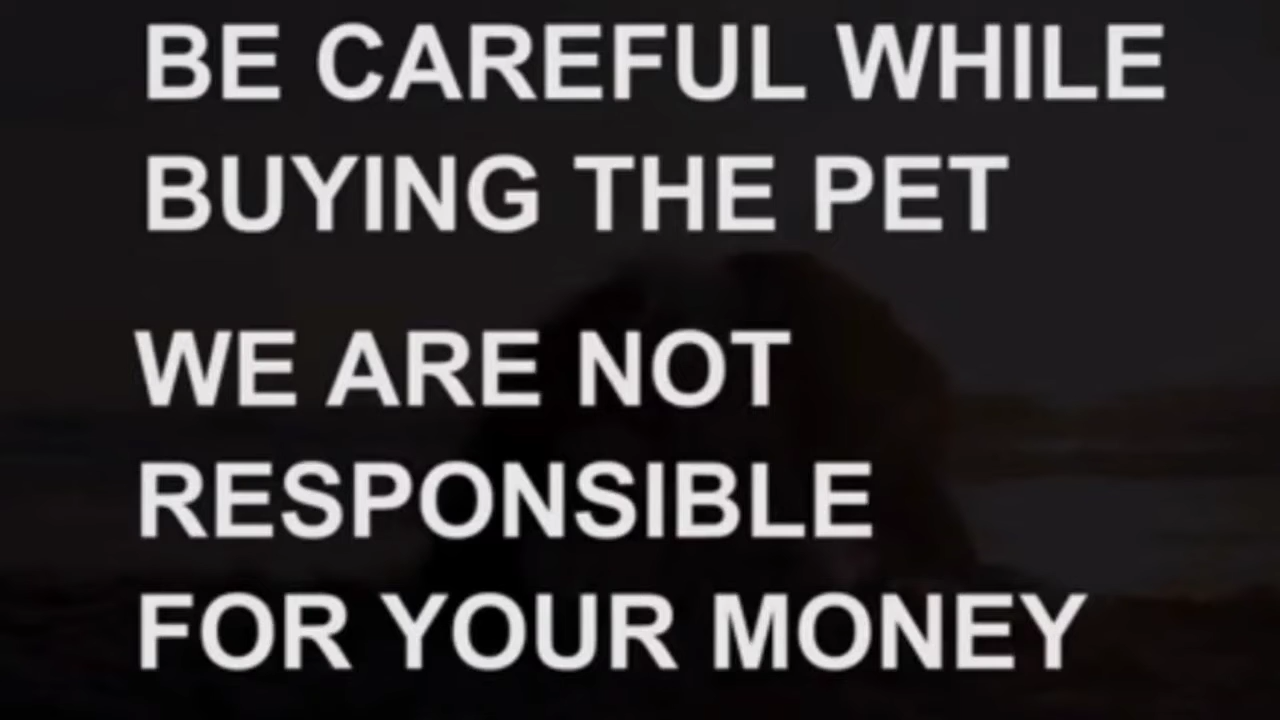 BE CAREFUL WHILE
BUYING THE PET
WE ARE NOT
RESPONSIBLE
FOR YOUR MONEY